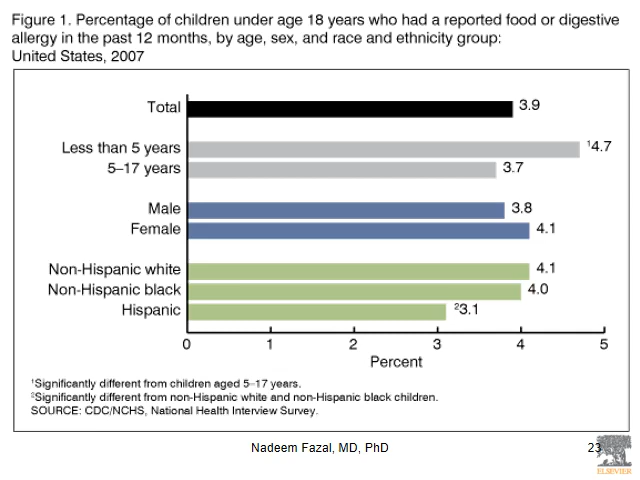 Figure 1. Percentage of children under age 18 years who had a reported food or digestive
allergy in the past 12 months, by age, sex, and race and ethnicity group:
United States, 2007
Total 3.9
Less than 5 years ¹4.7
5–17 years 3.7
Male 3.8
Female 4.1
Non-Hispanic white 4.1
Non-Hispanic black 4.0
Hispanic ²3.1
0 1 2 3 4 5
Percent
¹Significantly different from children aged 5–17 years.
²Significantly different from non-Hispanic white and non-Hispanic black children.
SOURCE: CDC/NCHS, National Health Interview Survey.
Nadeem Fazal, MD, PhD
23
ELSEVIER